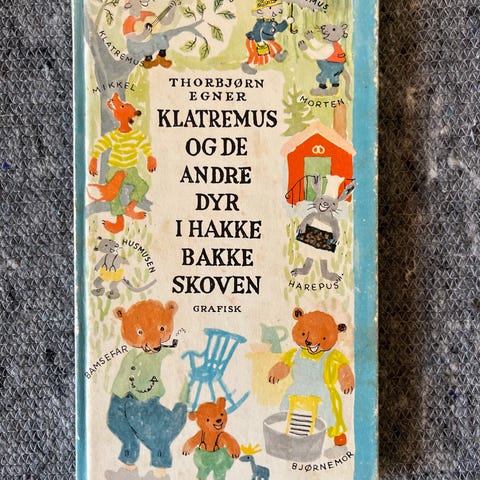 KLATREMUS
MIKKEL
MORTEN
THORBJØRN
EGNER
KLATREMUS
OG DE
ANDRE
DYR
I HAKKE
BAKKE
SKOVEN
GRAFISK
HUSMUSEN
HAREPUS
BAMSEFAR
BJØRNEMOR